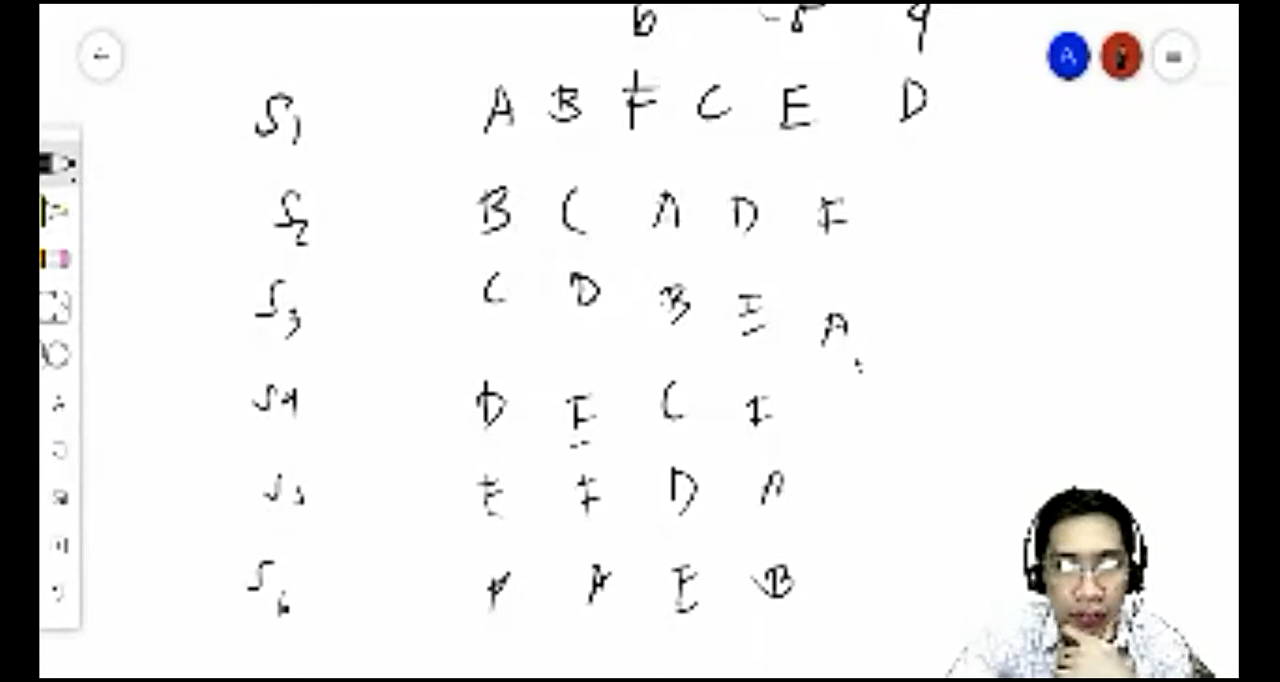 6 5 9
S1 A B F C E D
S2 B C A D F
S3 C D B E A
S4 D E C F
S5 E F D A
S6 F A E B
A